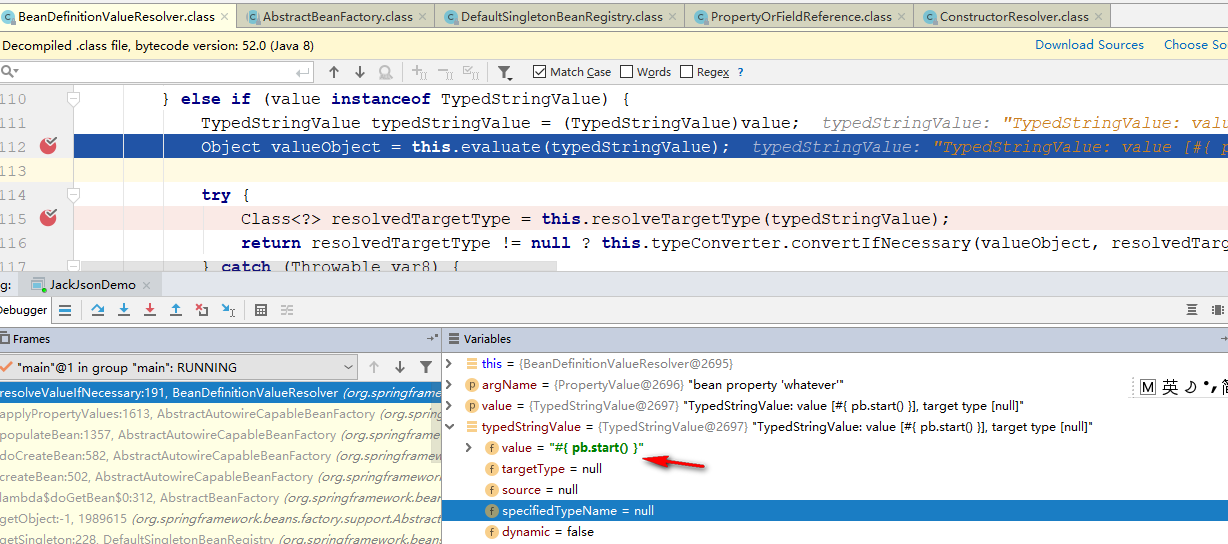 BeanDefinitionValueResolver.class AbstractBeanFactory.class DefaultSingletonBeanRegistry.class PropertyOrFieldReference.class ConstructorResolver.class
Decompiled .class file, bytecode version: 52.0 (Java 8) Download Sources Choose So
Match Case Words Regex ?
110 } else if (value instanceof TypedStringValue) {
111 TypedStringValue typedStringValue = (TypedStringValue)value; typedStringValue: "TypedStringValue: valu
112 Object valueObject = this.evaluate(typedStringValue); typedStringValue: "TypedStringValue: value [#{ p
113
114 try {
115 Class<?> resolvedTargetType = this.resolveTargetType(typedStringValue);
116 return resolvedTargetType != null ? this.typeConverter.convertIfNecessary(valueObject, resolvedTarg
117 } catch (Throwable var8) {
g: JackJsonDemo
Debugger
Frames
"main"@1 in group "main": RUNNING
resolveValueIfNecessary:191, BeanDefinitionValueResolver (org.springframew
applyPropertyValues:1613, AbstractAutowireCapableBeanFactory (org.springf
populateBean:1357, AbstractAutowireCapableBeanFactory (org.springframew
doCreateBean:582, AbstractAutowireCapableBeanFactory (org.springframew
createBean:502, AbstractAutowireCapableBeanFactory (org.springframework
lambda$doGetBean$0:312, AbstractBeanFactory (org.springframework.bean
getObject:-1, 1989615 (org.springframework.beans.factory.support.Abstrac
getSingleton:228, DefaultSingletonBeanRegistry (org.springframework.bean
Variables
this = {BeanDefinitionValueResolver@2695}
argName = {PropertyValue@2696} "bean property 'whatever'"
value = {TypedStringValue@2697} "TypedStringValue: value [#{ pb.start() }], target type [null]"
typedStringValue = {TypedStringValue@2697} "TypedStringValue: value [#{ pb.start() }], target type [null]"
value = "#{ pb.start() }"
targetType = null
source = null
specifiedTypeName = null
dynamic = false
M 英 简